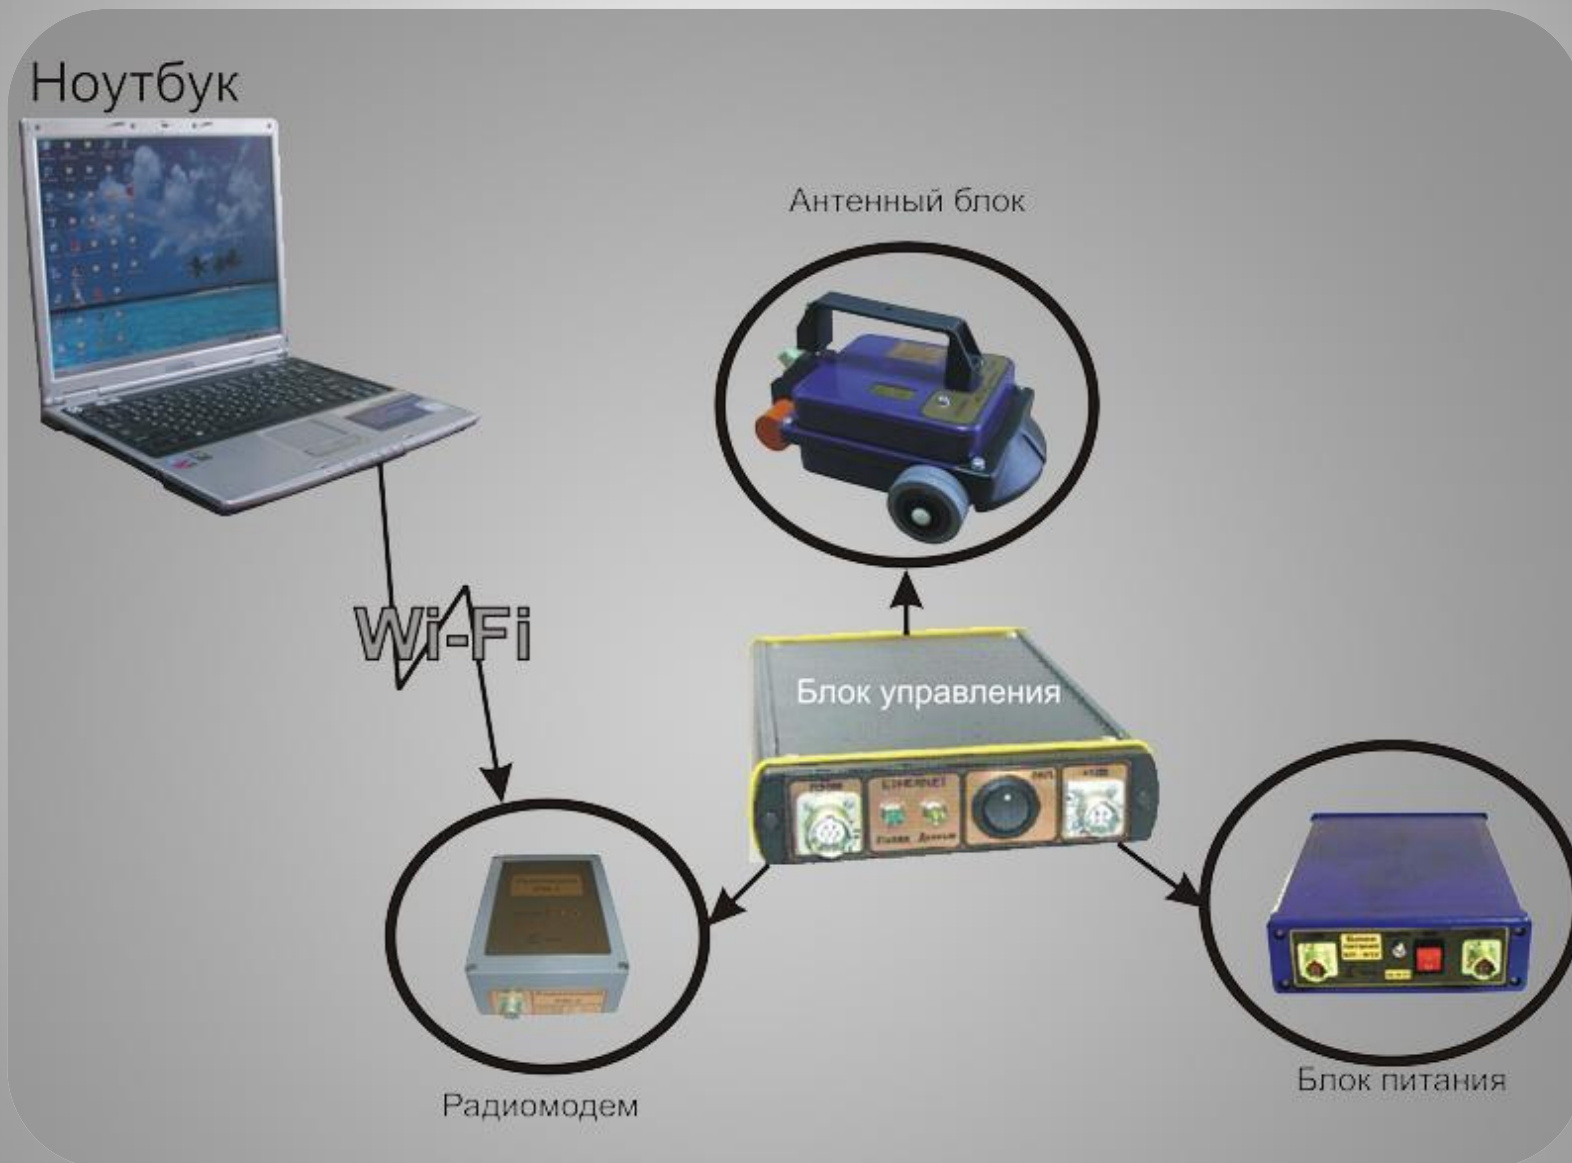 Ноутбук
Антенный блок
Wi-Fi
Блок управления
ETHERNET
Радиомодем
Блок питания